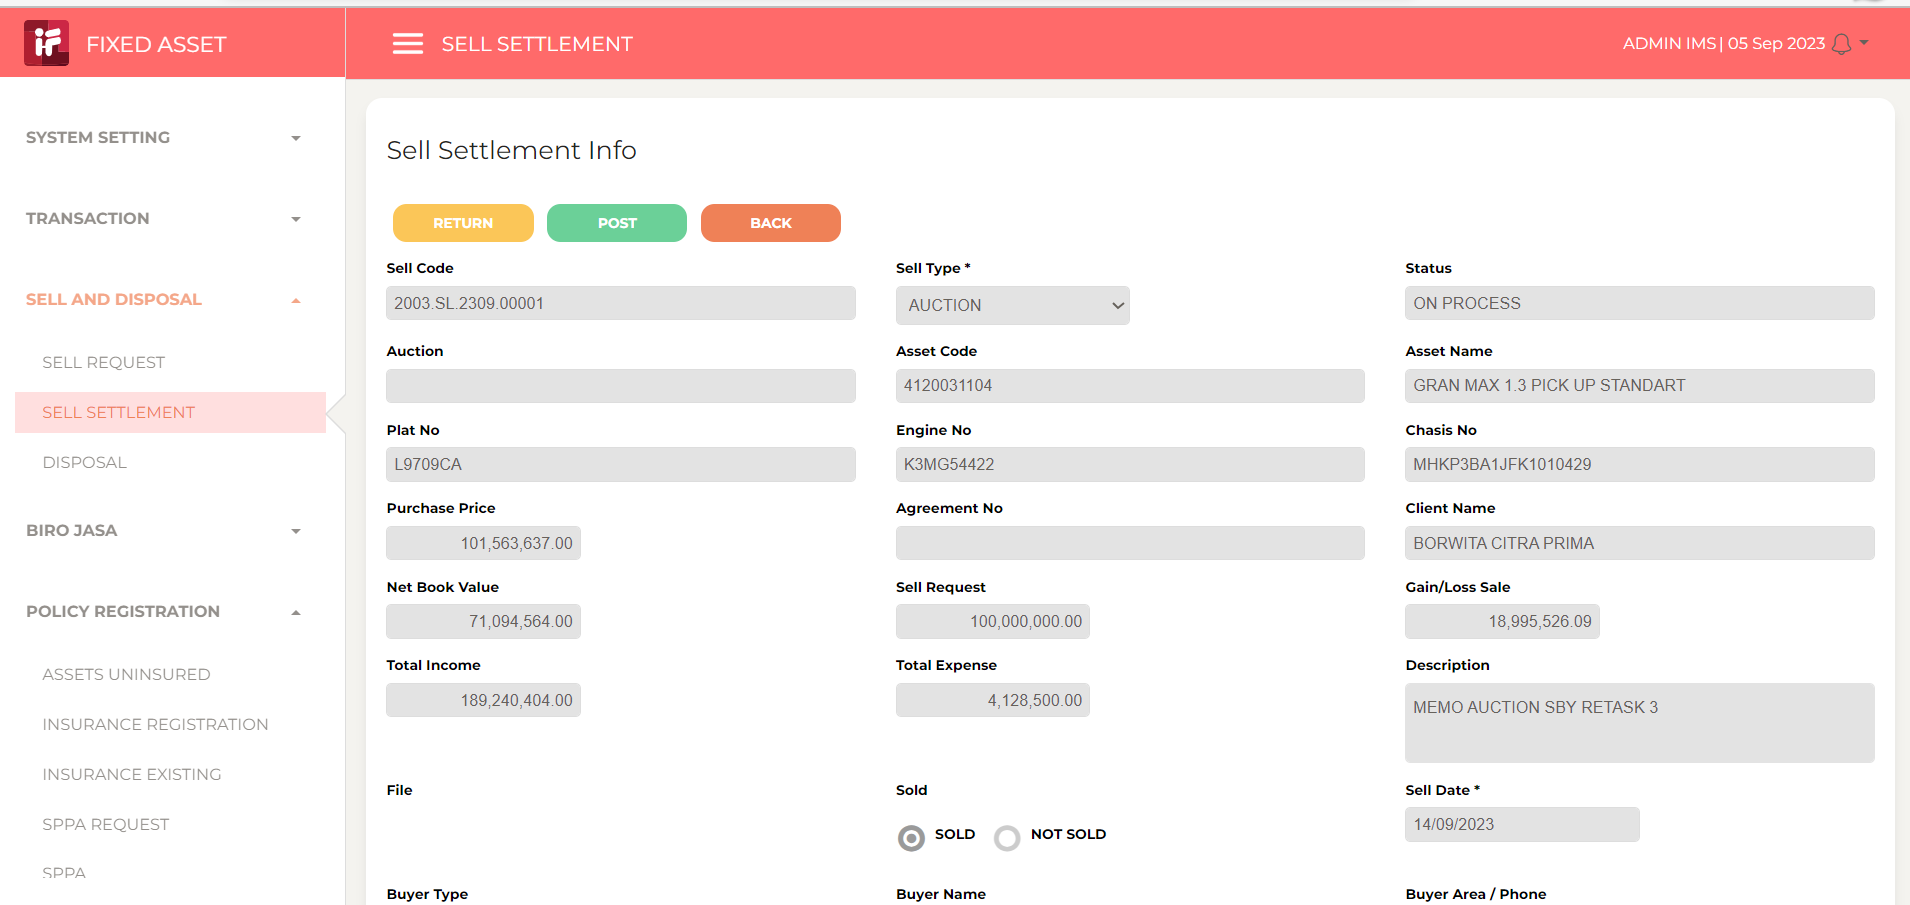 FIXED ASSET
SELL SETTLEMENT
ADMIN IMS | 05 Sep 2023
SYSTEM SETTING
TRANSACTION
SELL AND DISPOSAL
SELL REQUEST
SELL SETTLEMENT
DISPOSAL
BIRO JASA
POLICY REGISTRATION
ASSETS UNINSURED
INSURANCE REGISTRATION
INSURANCE EXISTING
SPPA REQUEST
SPPA
Sell Settlement Info
RETURN POST BACK
Sell Code Sell Type * Status
2003.SL.2309.00001 AUCTION ON PROCESS
Auction Asset Code Asset Name
4120031104 GRAN MAX 1.3 PICK UP STANDART
Plat No Engine No Chasis No
L9709CA K3MG54422 MHKP3BA1JFK1010429
Purchase Price Agreement No Client Name
101,563,637.00 BORWITA CITRA PRIMA
Net Book Value Sell Request Gain/Loss Sale
71,094,564.00 100,000,000.00 18,995,526.09
Total Income Total Expense Description
189,240,404.00 4,128,500.00 MEMO AUCTION SBY RETASK 3
File Sold Sell Date *
SOLD NOT SOLD 14/09/2023
Buyer Type Buyer Name Buyer Area / Phone